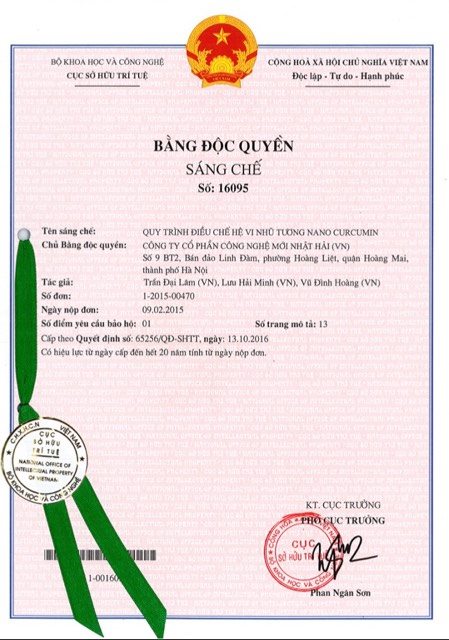 BỘ KHOA HỌC VÀ CÔNG NGHỆ
CỤC SỞ HỮU TRÍ TUỆ
CỘNG HOÀ XÃ HỘI CHỦ NGHĨA VIỆT NAM
Độc lập - Tự do - Hạnh phúc
BẰNG ĐỘC QUYỀN
SÁNG CHẾ
Số: 16095
Tên sáng chế: QUY TRÌNH ĐIỀU CHẾ HỆ VI NHŨ TƯƠNG NANO CURCUMIN
Chủ Bằng độc quyền: CÔNG TY CỔ PHẦN CÔNG NGHỆ MỚI NHẬT HẢI (VN)
Số 9 BT2, Bán đảo Linh Đàm, phường Hoàng Liệt, quận Hoàng Mai,
thành phố Hà Nội
Tác giả: Trần Đại Lâm (VN), Lưu Hải Minh (VN), Vũ Đình Hoàng (VN)
Số đơn: 1-2015-00470
Ngày nộp đơn: 09.02.2015
Số điểm yêu cầu bảo hộ: 01 Số trang mô tả: 13
Cấp theo Quyết định số: 65256/QĐ-SHTT, ngày: 13.10.2016
Có hiệu lực từ ngày cấp đến hết 20 năm tính từ ngày nộp đơn.
C.H.X.H.C.N VIỆT NAM
CỤC
SỞ HỮU
TRÍ TUỆ
NATIONAL OFFICE OF
INTELLECTUAL PROPERTY
OF VIETNAM
BỘ KHOA HỌC VÀ CÔNG NGHỆ
KT. CỤC TRƯỞNG
PHÓ CỤC TRƯỞNG
CỤC
SỞ HỮU TRÍ
Phan Ngân Sơn
1-00160